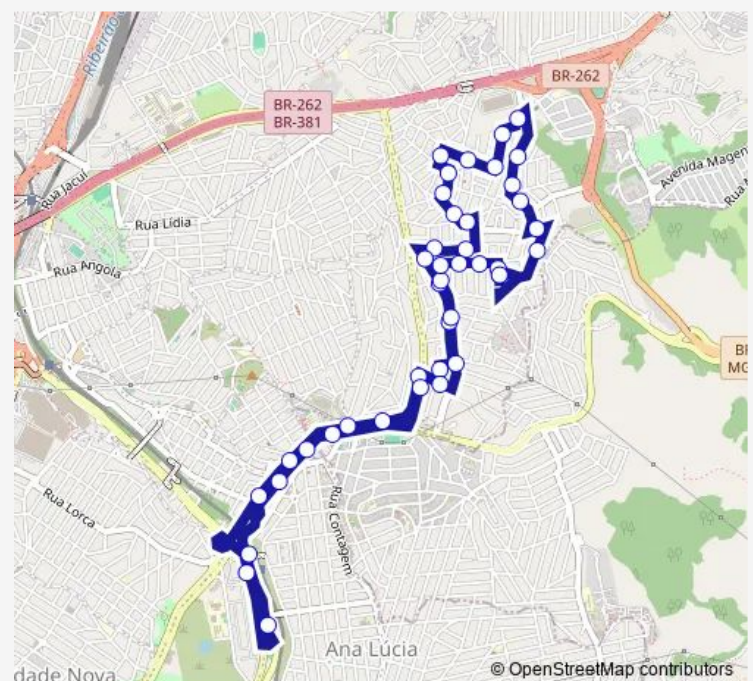 Ribeirão
BR-262
BR-262
BR-381
Rua Jacuí
Avenida Magen
Rua Lídia
Rua Angola
Rua Lorca
Rua Contagem
Ana Lúcia
dade Nova
© OpenStreetMap contributors